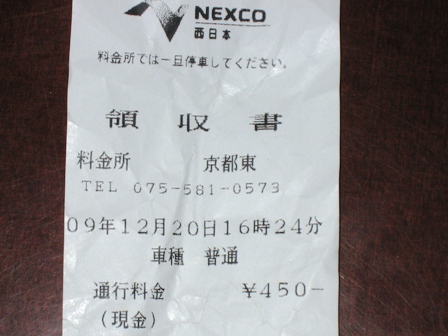 NEXCO
西日本
料金所では一旦停車してください。
領収書
料金所 京都東
TEL 075-581-0573
09年12月20日16時24分
車種 普通
通行料金 ¥450-
(現金)